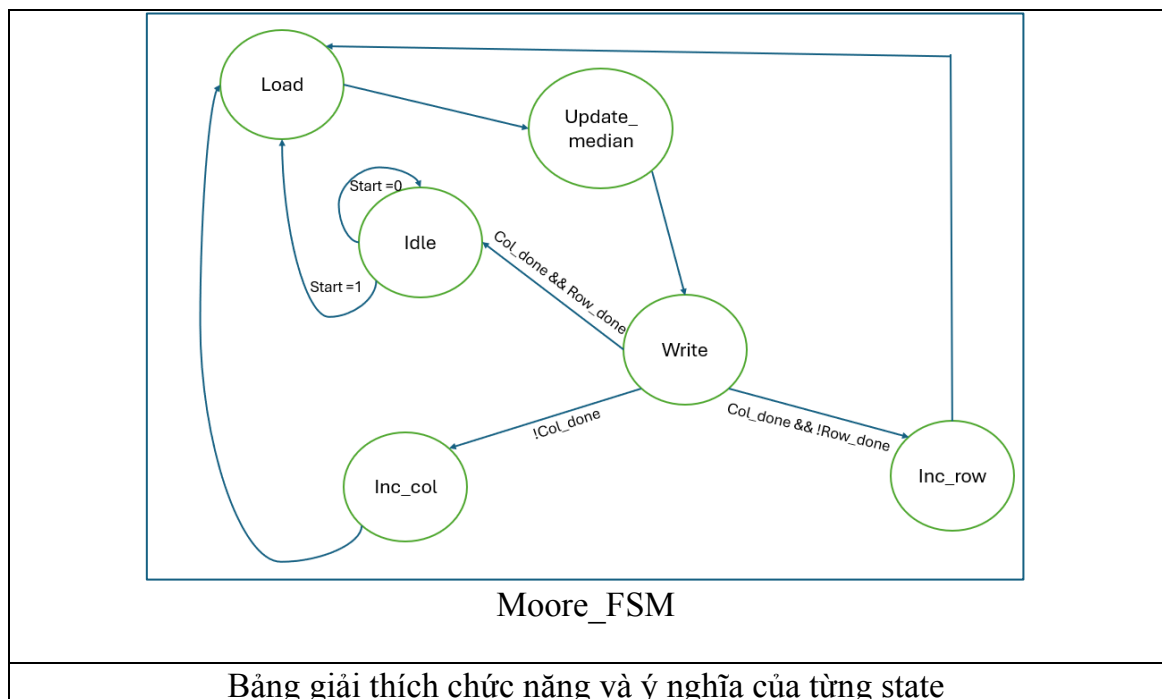 Load
Update_
median
Start =0
Idle
Start =1
Col_done && Row_done
Write
!Col_done
Col_done && !Row_done
Inc_col
Inc_row
Moore_FSM
Bảng giải thích chức năng và ý nghĩa của từng state